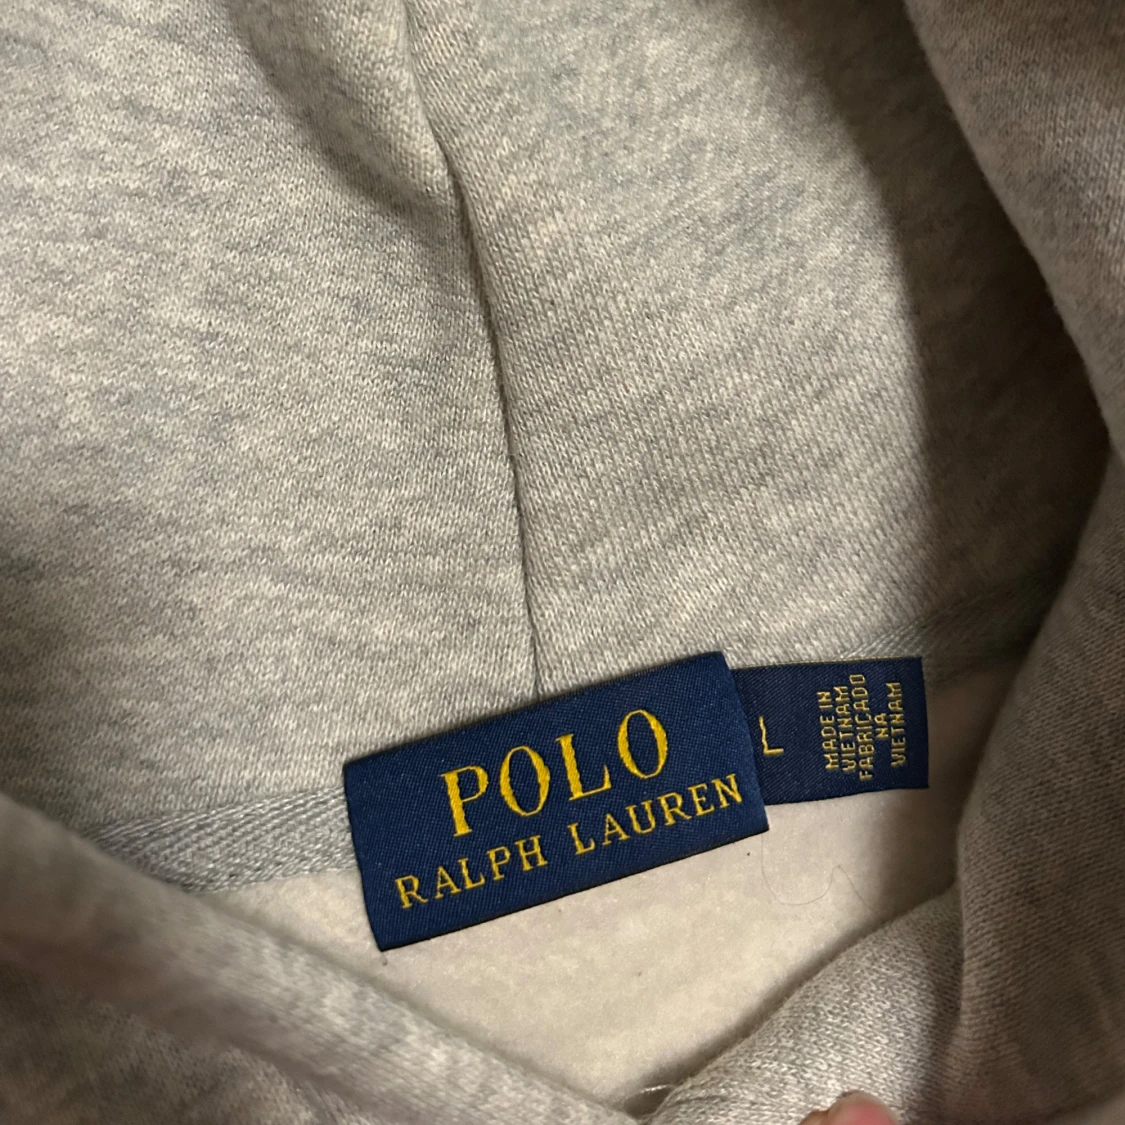 POLO
RALPH LAUREN
L
MADE IN
VIETNAM
FABRICADO
NA
VIETNAM